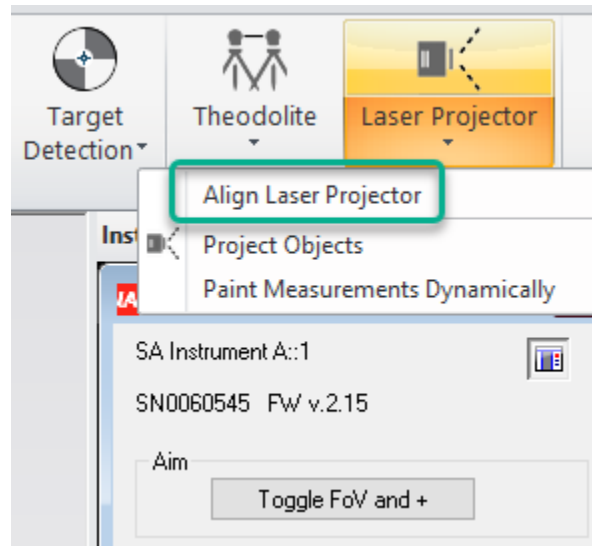 Target
Detection
Theodolite
Laser Projector
Align Laser Projector
Project Objects
Paint Measurements Dynamically
Inst
SA Instrument A::1
SN0060545 FW v.2.15
Aim
Toggle FoV and +